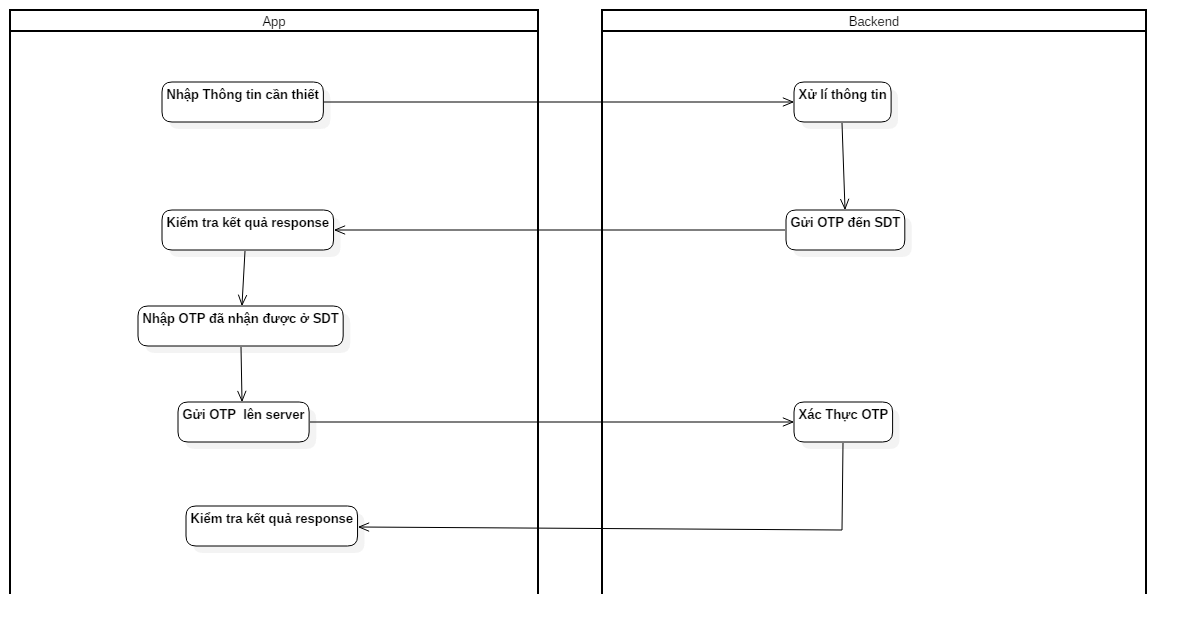 App
Backend
Nhập Thông tin cần thiết
Xử lí thông tin
Kiểm tra kết quả response
Gửi OTP đến SDT
Nhập OTP đã nhận được ở SDT
Gửi OTP  lên server
Xác Thực OTP
Kiểm tra kết quả response